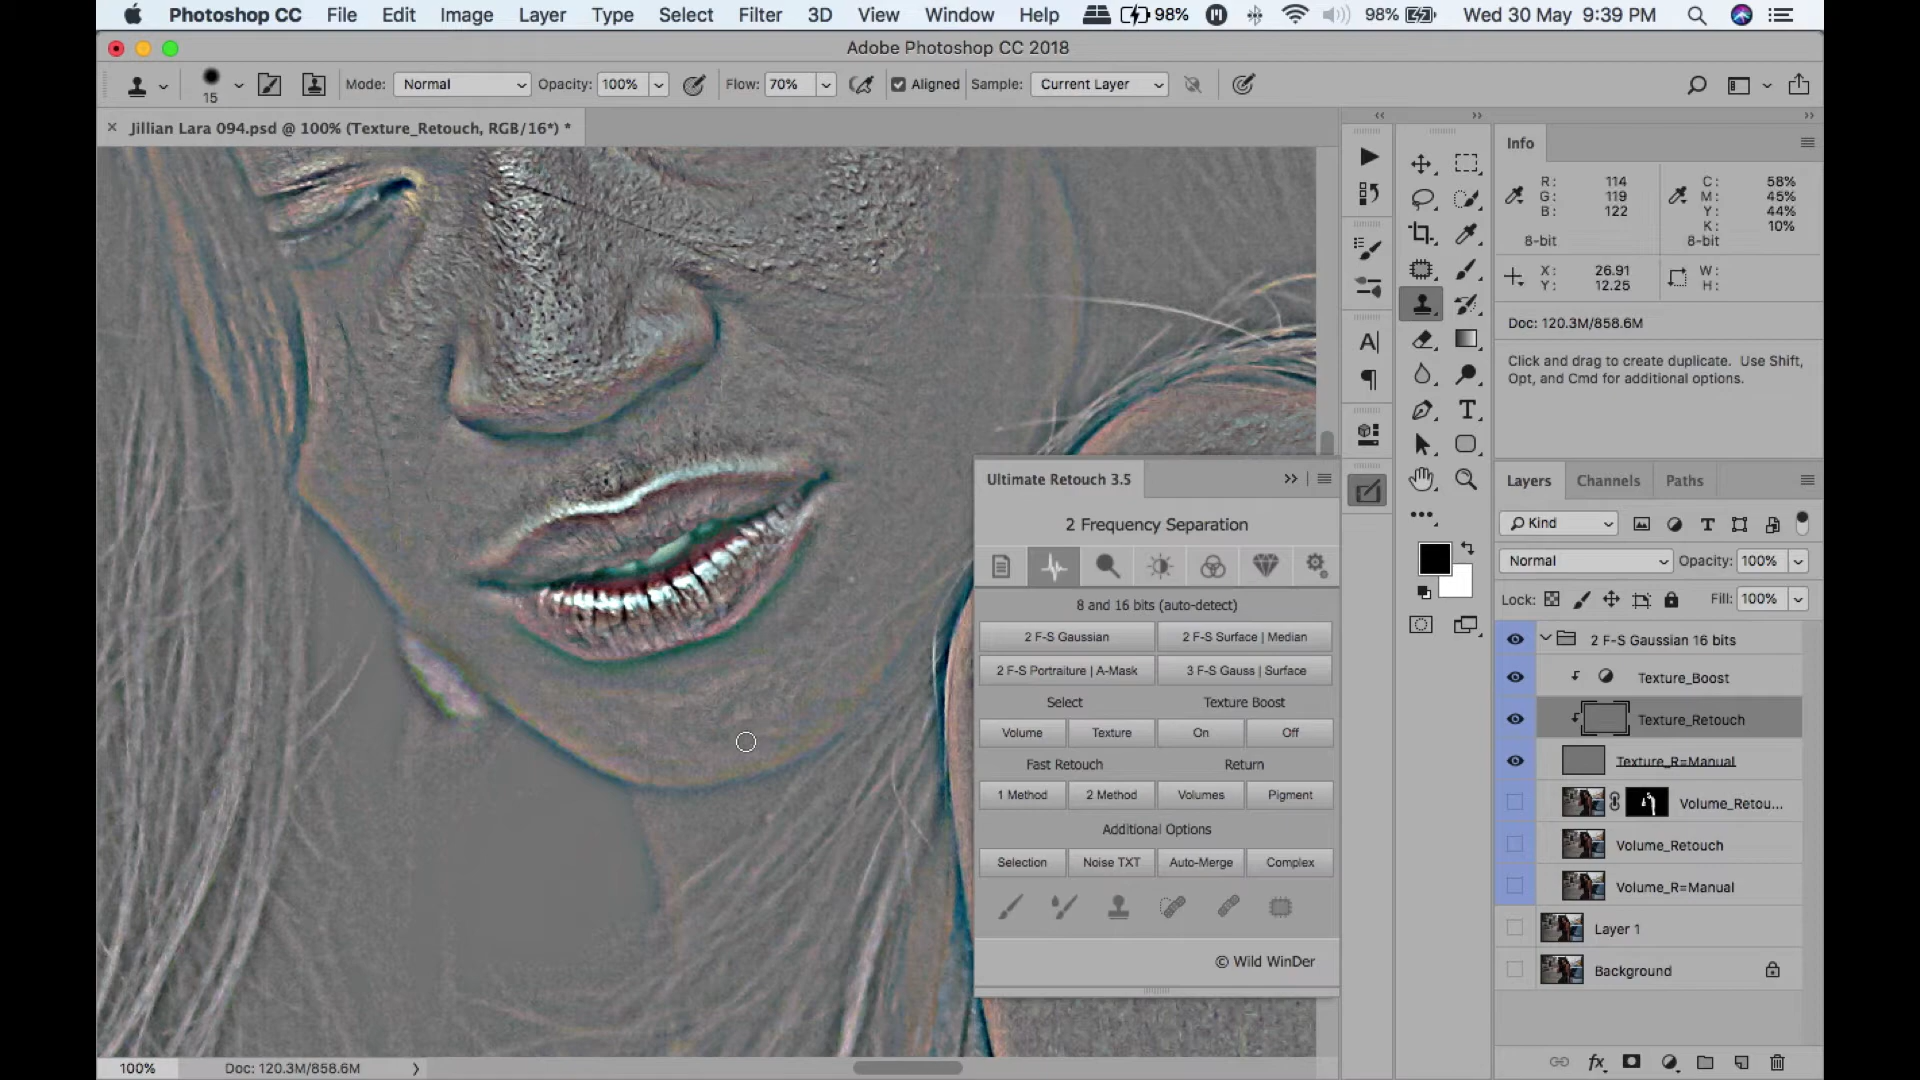 Photoshop CC File Edit Image Layer Type Select Filter 3D View Window Help 98% 98% Wed 30 May 9:39 PM
Adobe Photoshop CC 2018
15 Mode: Normal Opacity: 100% Flow: 70% Aligned Sample: Current Layer
Jillian Lara 094.psd @ 100% (Texture_Retouch, RGB/16*) *
Info
R: 114 C: 58%
G: 119 M: 45%
B: 122 Y: 44%
K: 10%
8-bit 8-bit
X: 26.91 W:
Y: 12.25 H:
Doc: 120.3M/858.6M
Click and drag to create duplicate. Use Shift,
Opt, and Cmd for additional options.
Ultimate Retouch 3.5
2 Frequency Separation
8 and 16 bits (auto-detect)
2 F-S Gaussian 2 F-S Surface | Median
2 F-S Portraiture | A-Mask 3 F-S Gauss | Surface
Select Texture Boost
Volume Texture On Off
Fast Retouch Return
1 Method 2 Method Volumes Pigment
Additional Options
Selection Noise TXT Auto-Merge Complex
© Wild WinDer
Layers Channels Paths
Kind
Normal Opacity: 100%
Lock: Fill: 100%
2 F-S Gaussian 16 bits
Texture_Boost
Texture_Retouch
Texture_R=Manual
Volume_Retou...
Volume_Retouch
Volume_R=Manual
Layer 1
Background
100% Doc: 120.3M/858.6M